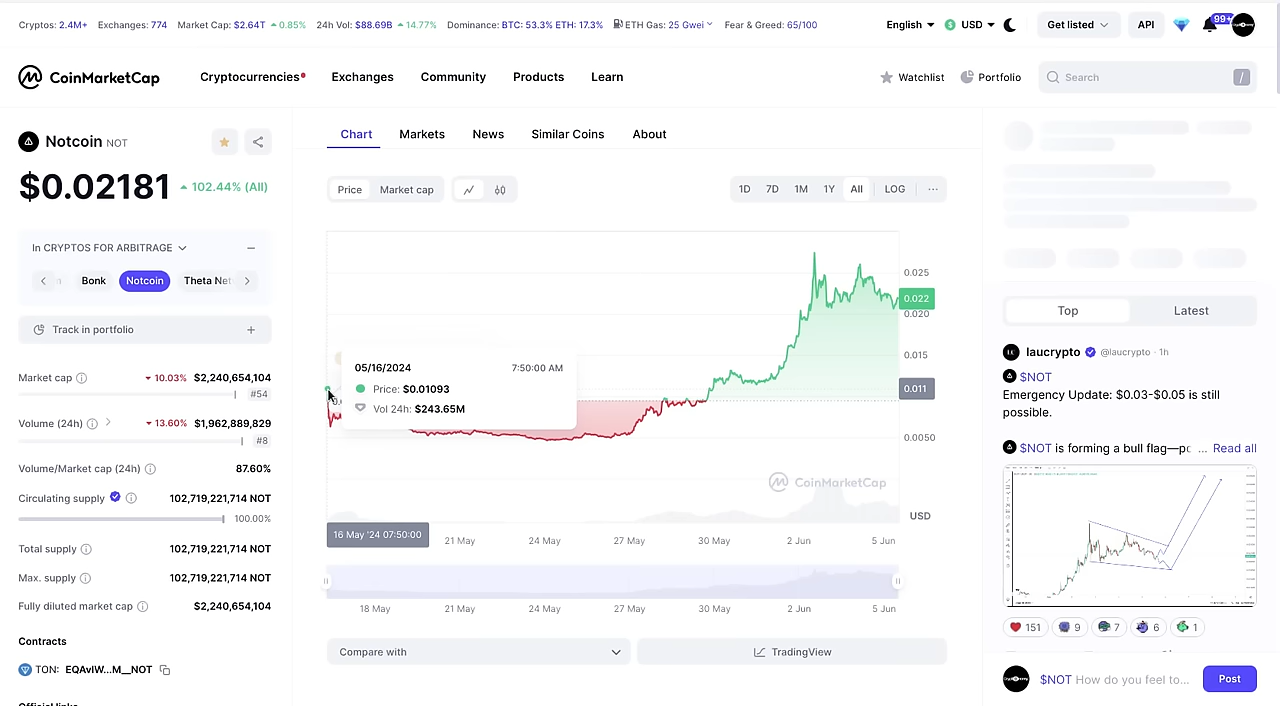 Cryptos: 2.4M+ Exchanges: 774 Market Cap: $2.64T 0.85% 24h Vol: $88.69B 14.77% Dominance: BTC: 53.3% ETH: 17.3% ETH Gas: 25 Gwei Fear & Greed: 65/100
English USD Get listed API 99+
CoinMarketCap Cryptocurrencies Exchanges Community Products Learn Watchlist Portfolio Search /
Notcoin NOT
$0.02181 102.44% (All)
In CRYPTOS FOR ARBITRAGE
Bonk Notcoin Theta Net
Track in portfolio +
Market cap 10.03% $2,240,654,104
#54
Volume (24h) 13.60% $1,962,889,829
#8
Volume/Market cap (24h) 87.60%
Circulating supply 102,719,221,714 NOT
100.00%
Total supply 102,719,221,714 NOT
Max. supply 102,719,221,714 NOT
Fully diluted market cap $2,240,654,104
Contracts
TON: EQAvlW...M__NOT
Chart Markets News Similar Coins About
Price Market cap 1D 7D 1M 1Y All LOG ...
0.025
0.022
0.020
0.015
0.011
0.0050
05/16/2024 7:50:00 AM
Price: $0.01093
Vol 24h: $243.65M
CoinMarketCap
USD
16 May '24 07:50:00 21 May 24 May 27 May 30 May 2 Jun 5 Jun
18 May 21 May 24 May 27 May 30 May 2 Jun 5 Jun
Compare with TradingView
Top Latest
laucrypto @laucrypto · 1h
$NOT
Emergency Update: $0.03–$0.05 is still
possible.
$NOT is forming a bull flag—po ... Read all
151 9 7 6 1
$NOT How do you feel to... Post